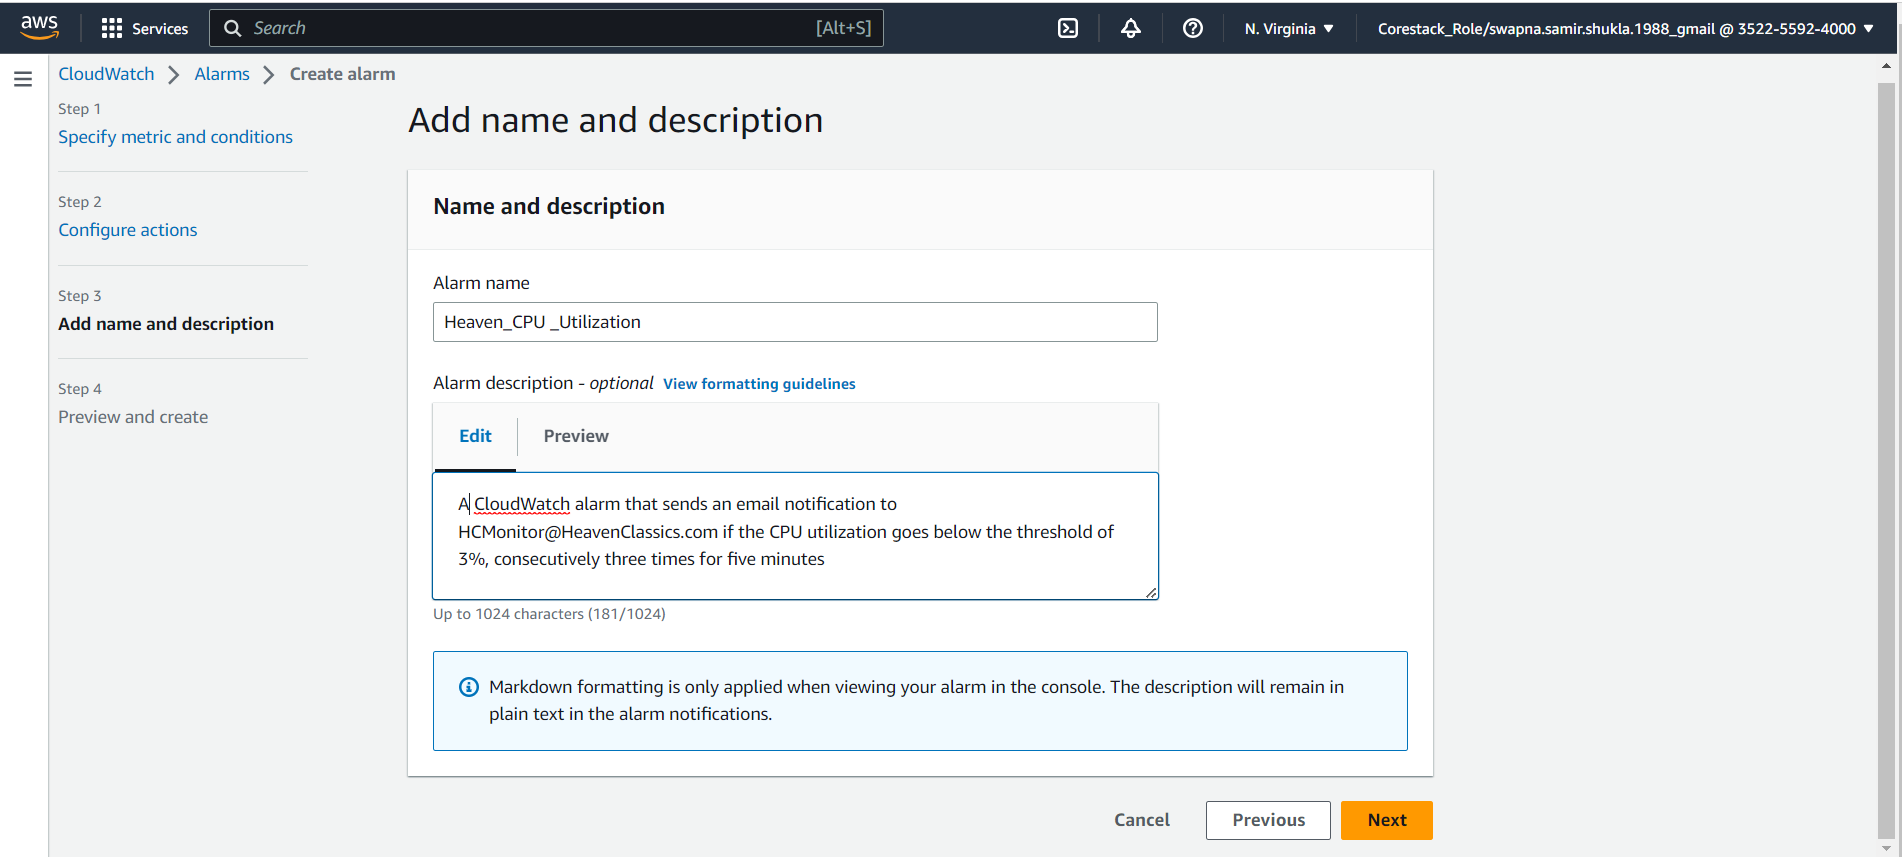 aws
Services
Search [Alt+S]
N. Virginia
Corestack_Role/swapna.samir.shukla.1988_gmail @ 3522-5592-4000
CloudWatch Alarms Create alarm
Step 1
Specify metric and conditions
Step 2
Configure actions
Step 3
Add name and description
Step 4
Preview and create
Add name and description
Name and description
Alarm name
Heaven_CPU _Utilization
Alarm description - optional View formatting guidelines
Edit Preview
A CloudWatch alarm that sends an email notification to
HCMonitor@HeavenClassics.com if the CPU utilization goes below the threshold of
3%, consecutively three times for five minutes
Up to 1024 characters (181/1024)
Markdown formatting is only applied when viewing your alarm in the console. The description will remain in
plain text in the alarm notifications.
Cancel Previous Next